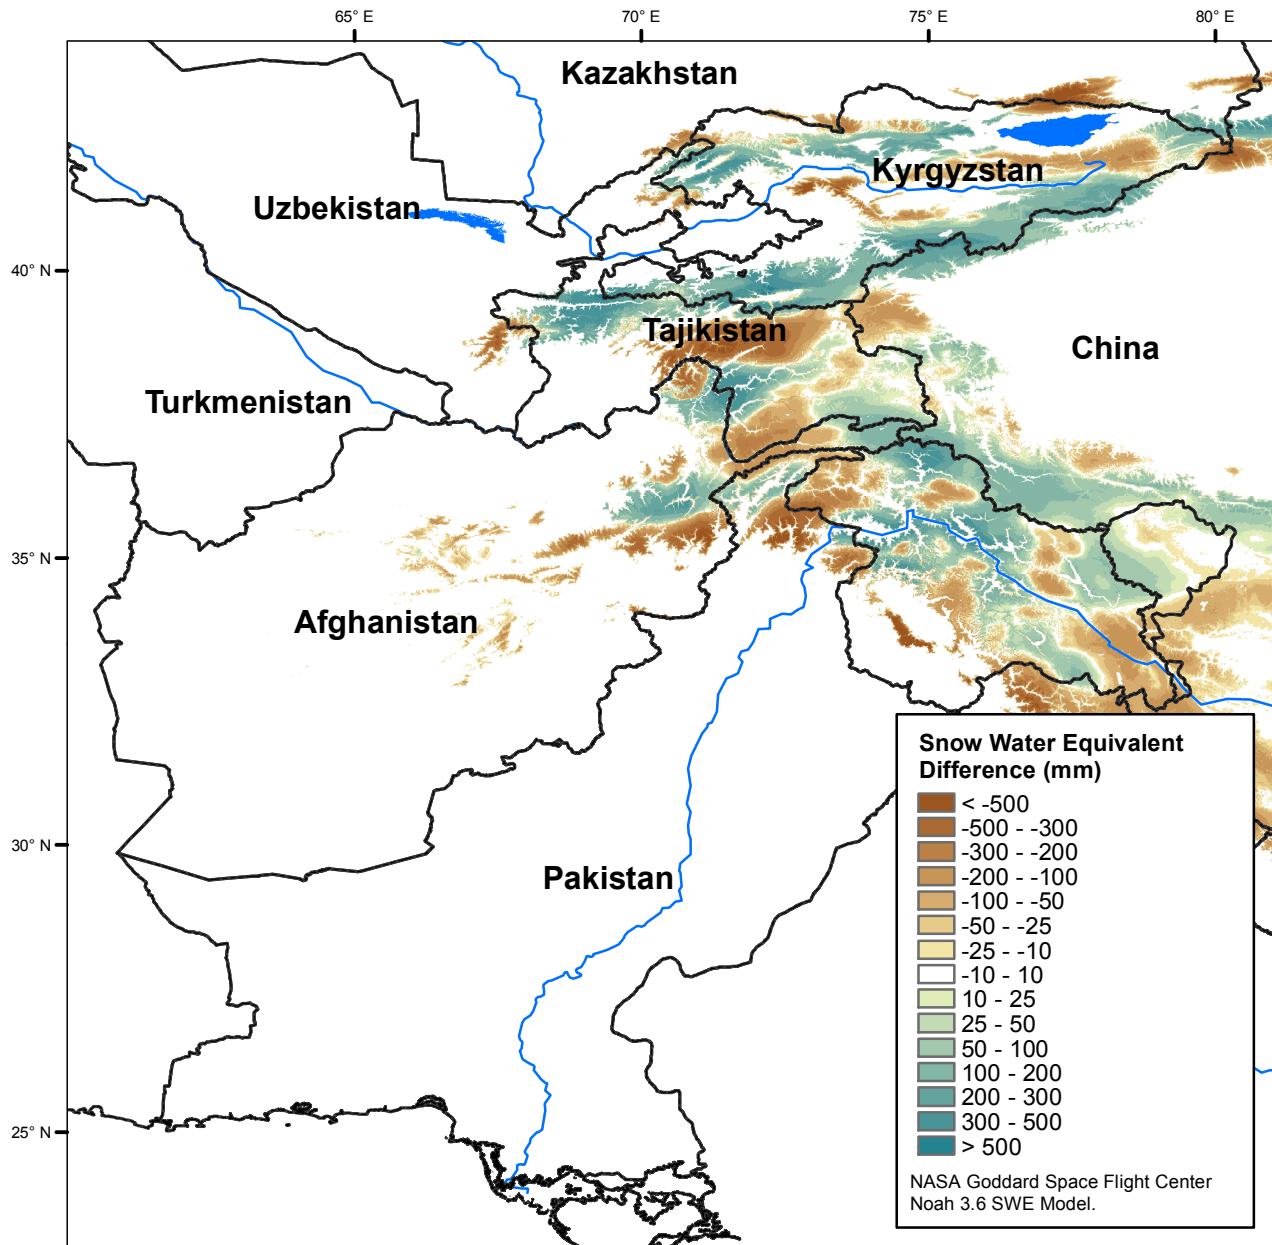 65° E
70° E
75° E
80° E
Kazakhstan
Kyrgyzstan
Uzbekistan
40° N
Tajikistan
China
Turkmenistan
35° N
Afghanistan
Snow Water Equivalent
Difference (mm)
< -500
-500 - -300
-300 - -200
-200 - -100
-100 - -50
-50 - -25
-25 - -10
-10 - 10
10 - 25
25 - 50
50 - 100
100 - 200
200 - 300
300 - 500
> 500
30° N
Pakistan
25° N
NASA Goddard Space Flight Center
Noah 3.6 SWE Model.